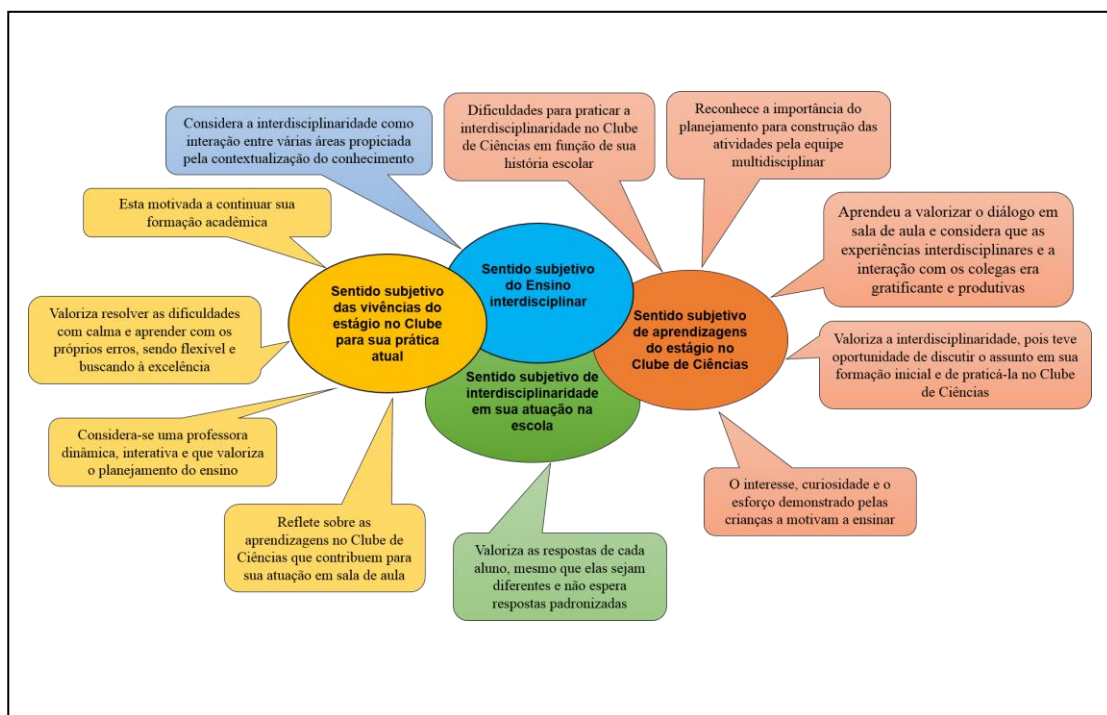 Considera a interdisciplinaridade como
interação entre várias áreas propiciada
pela contextualização do conhecimento
Dificuldades para praticar a
interdisciplinaridade no Clube
de Ciências em função de sua
história escolar
Reconhece a importância do
planejamento para construção das
atividades pela equipe
multidisciplinar
Esta motivada a continuar sua
formação acadêmica
Aprendeu a valorizar o diálogo em
sala de aula e considera que as
experiências interdisciplinares e a
interação com os colegas era
gratificante e produtivas
Sentido subjetivo
do Ensino
interdisciplinar
Sentido subjetivo
das vivências do
estágio no Clube
para sua prática
atual
Sentido subjetivo
de aprendizagens
do estágio no
Clube de Ciências
Sentido subjetivo de
interdisciplinaridade
em sua atuação na
escola
Valoriza resolver as dificuldades
com calma e aprender com os
próprios erros, sendo flexível e
buscando à excelência
Valoriza a interdisciplinaridade, pois teve
oportunidade de discutir o assunto em sua
formação inicial e de praticá-la no Clube
de Ciências
Considera-se uma professora
dinâmica, interativa e que valoriza
o planejamento do ensino
O interesse, curiosidade e o
esforço demonstrado pelas
crianças a motivam a ensinar
Reflete sobre as
aprendizagens no Clube de
Ciências que contribuem para
sua atuação em sala de aula
Valoriza as respostas de cada
aluno, mesmo que elas sejam
diferentes e não espera
respostas padronizadas